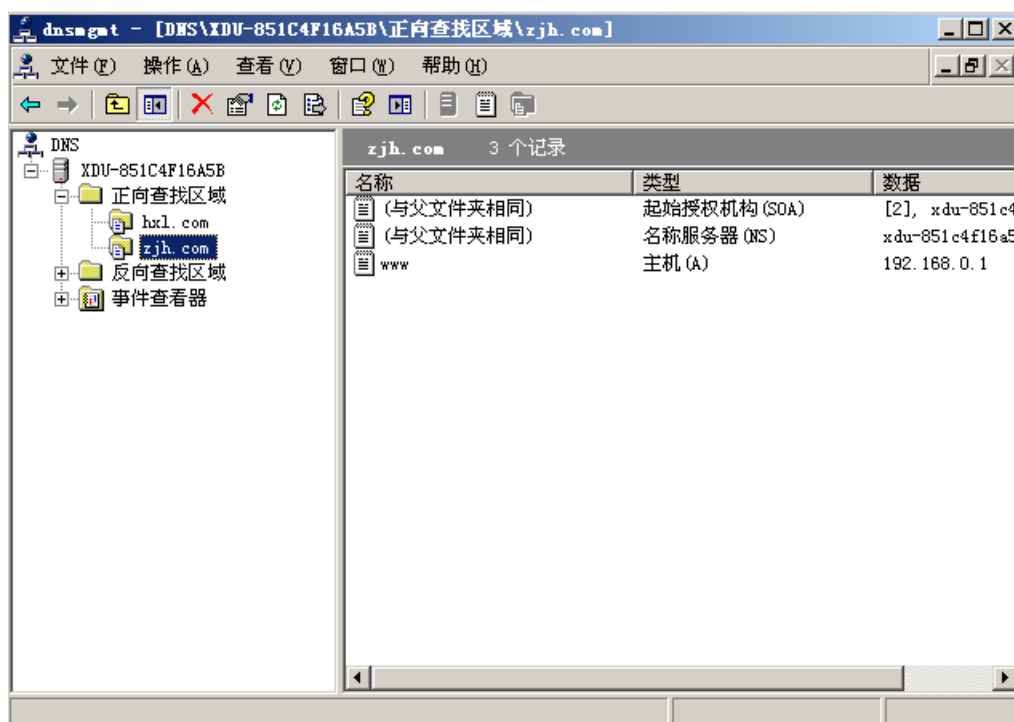 dnsmgmt - [DNS\XDU-851C4F16A5B\正向查找区域\zjh.com]
文件(F) 操作(A) 查看(V) 窗口(W) 帮助(H)
DNS
XDU-851C4F16A5B
正向查找区域
hxl.com
zjh.com
反向查找区域
事件查看器
zjh.com 3 个记录
名称 类型 数据
(与父文件夹相同) 起始授权机构(SOA) [2], xdu-851c4
(与父文件夹相同) 名称服务器(NS) xdu-851c4f16a5
www 主机(A) 192.168.0.1